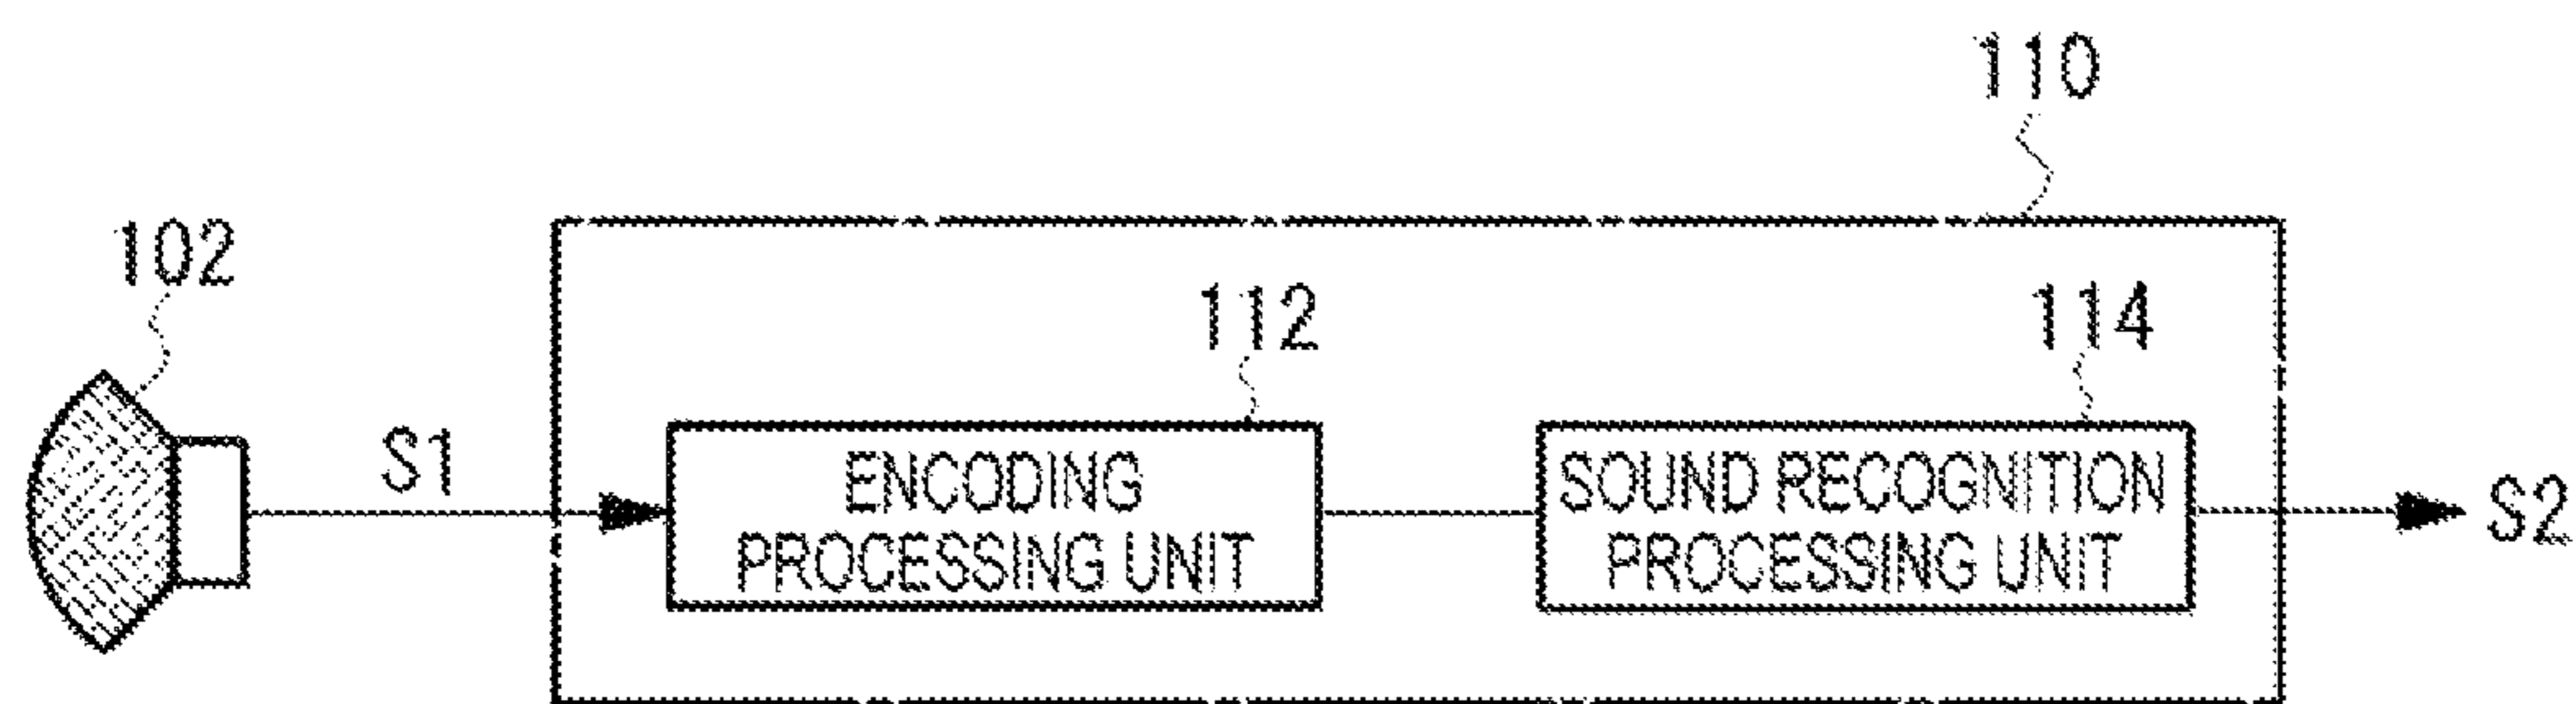 110
102
112
114
S1
ENCODING
PROCESSING UNIT
SOUND RECOGNITION
PROCESSING UNIT
S2